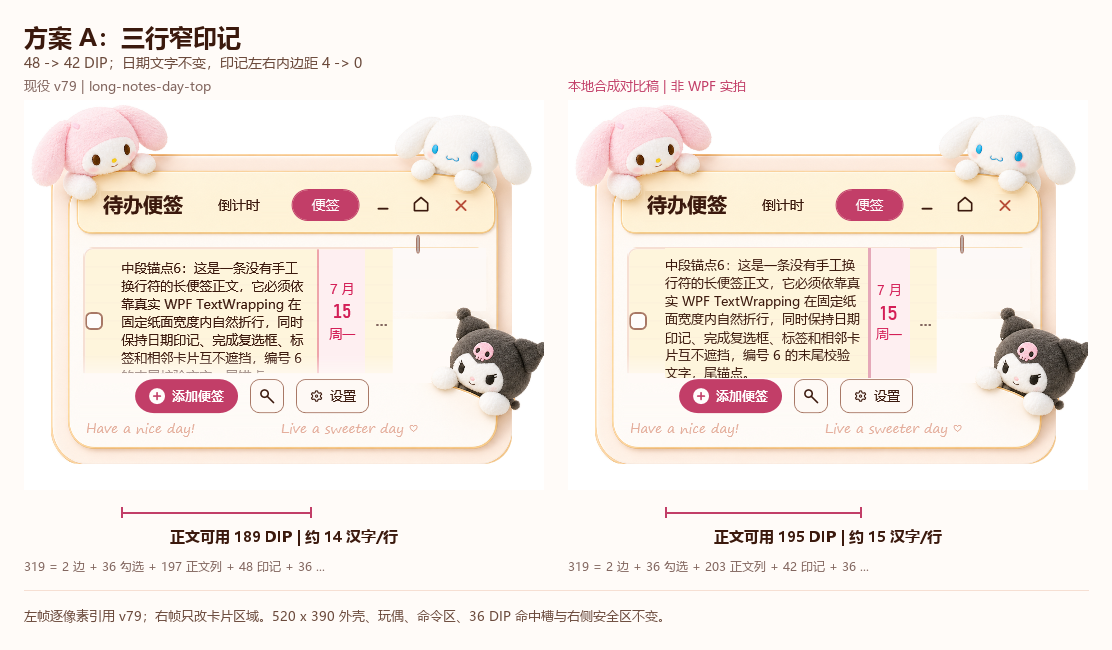 方案 A：三行窄印记
48 -> 42 DIP；日期文字不变，印记左右内边距 4 -> 0
现役 v79 | long-notes-day-top
待办便签
倒计时
便签
中段锚点6：这是一条没有手工
换行符的长便签正文，它必须依
靠真实 WPF TextWrapping 在
固定纸面宽度内自然折行，同时
保持日期印记、完成复选框、标
签和相邻卡片互不遮挡，编号 6
7 月
15
周一
...
添加便签
设置
Have a nice day!
Live a sweeter day ♡
正文可用 189 DIP | 约 14 汉字/行
319 = 2 边 + 36 勾选 + 197 正文列 + 48 印记 + 36 ...
本地合成对比稿 | 非 WPF 实拍
待办便签
倒计时
便签
中段锚点6：这是一条没有手工换
行符的长便签正文，它必须依靠真
实 WPF TextWrapping 在固定纸
面宽度内自然折行，同时保持日期
印记、完成复选框、标签和相邻卡
片互不遮挡，编号 6 的末尾校验
文字，尾锚点。
7 月
15
周一
...
添加便签
设置
Have a nice day!
Live a sweeter day ♡
正文可用 195 DIP | 约 15 汉字/行
319 = 2 边 + 36 勾选 + 203 正文列 + 42 印记 + 36 ...
左帧逐像素引用 v79；右帧只改卡片区域。520 x 390 外壳、玩偶、命令区、36 DIP 命中槽与右侧安全区不变。